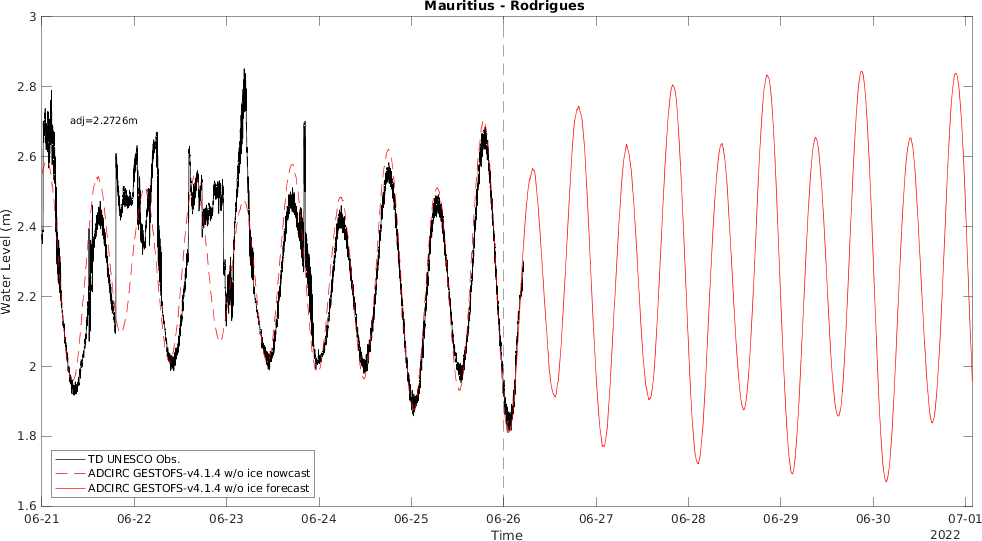 Mauritius - Rodrigues
3
2.8
adj=2.2726m
2.6
2.4
Water Level (m)
2.2
2
1.8
TD UNESCO Obs.
ADCIRC GESTOFS-v4.1.4 w/o ice nowcast
ADCIRC GESTOFS-v4.1.4 w/o ice forecast
1.6
06-21 06-22 06-23 06-24 06-25 06-26 06-27 06-28 06-29 06-30 07-01
Time 2022